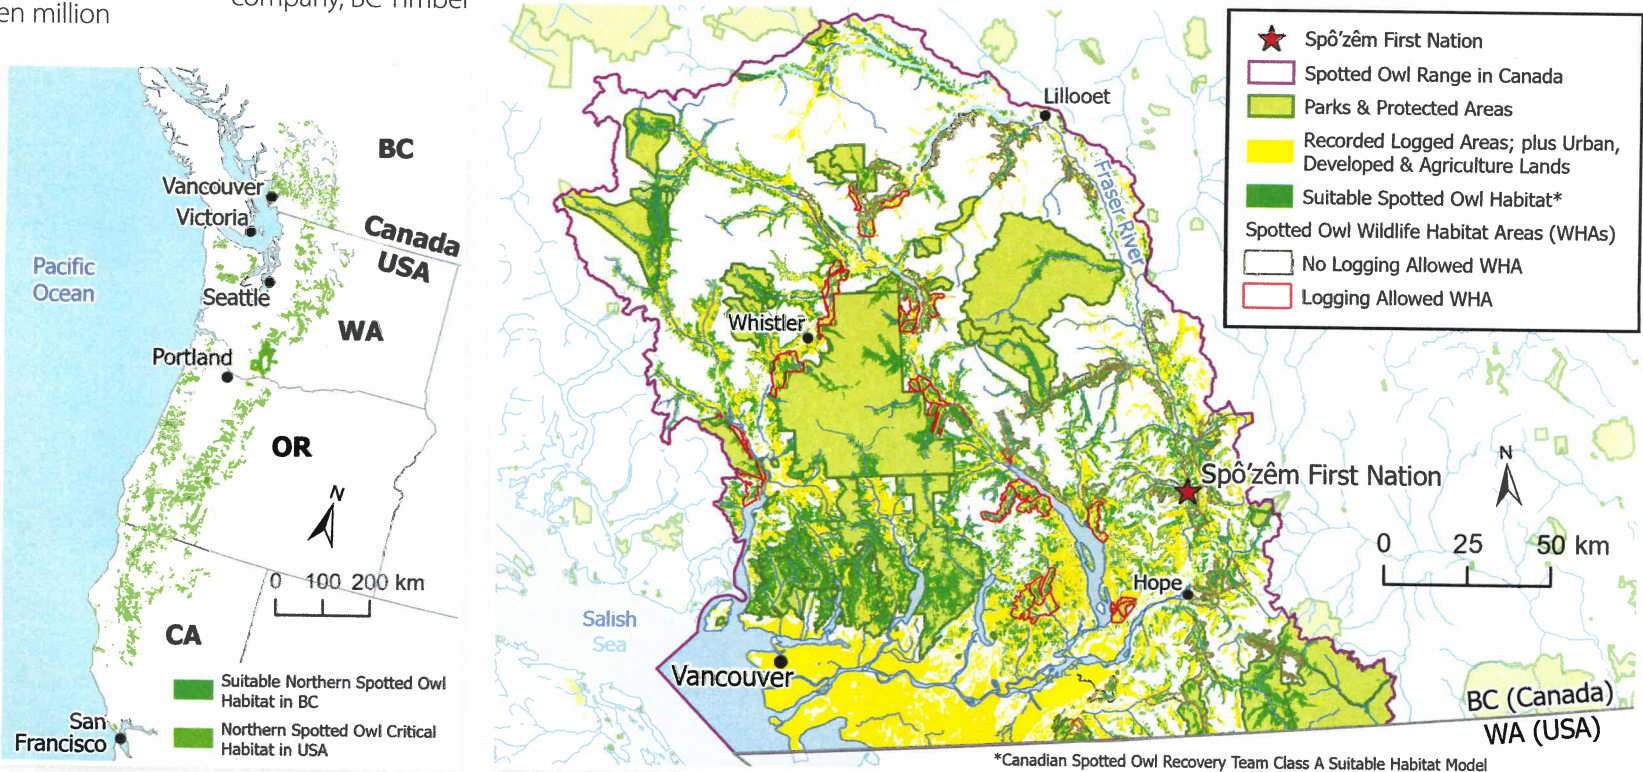 en million
company, BC Timber
BC
Vancouver
Victoria
Canada
USA
Pacific
Ocean
Seattle
WA
Portland
OR
N
0 100 200 km
CA
Suitable Northern Spotted Owl
Habitat in BC
Northern Spotted Owl Critical
Habitat in USA
San
Francisco
Lillooet
Fraser River
Whistler
Spô'zêm First Nation
N
0 25 50 km
Hope
Salish
Sea
Vancouver
BC (Canada)
WA (USA)
*Canadian Spotted Owl Recovery Team Class A Suitable Habitat Model
Spô'zêm First Nation
Spotted Owl Range in Canada
Parks & Protected Areas
Recorded Logged Areas; plus Urban,
Developed & Agriculture Lands
Suitable Spotted Owl Habitat*
Spotted Owl Wildlife Habitat Areas (WHAs)
No Logging Allowed WHA
Logging Allowed WHA